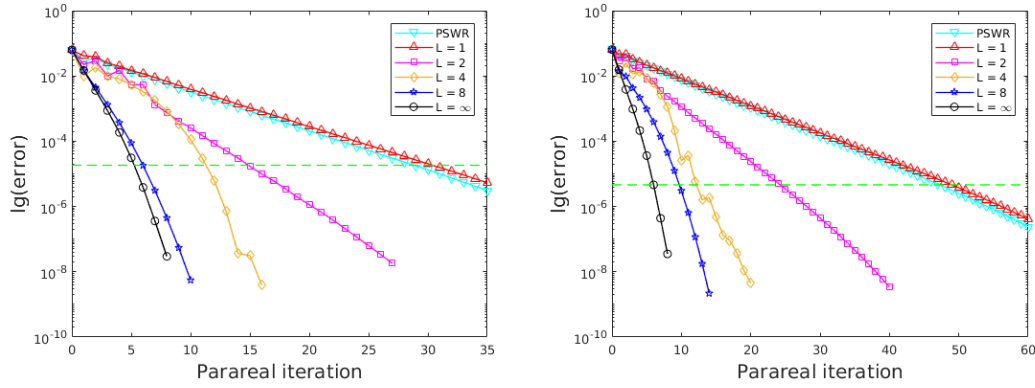 10^0
10^-2
10^-4
10^-6
10^-8
10^-10
lg(error)
0 5 10 15 20 25 30 35
Parareal iteration
PSWR
L = 1
L = 2
L = 4
L = 8
L = ∞
10^0
10^-2
10^-4
10^-6
10^-8
10^-10
lg(error)
0 10 20 30 40 50 60
Parareal iteration
PSWR
L = 1
L = 2
L = 4
L = 8
L = ∞